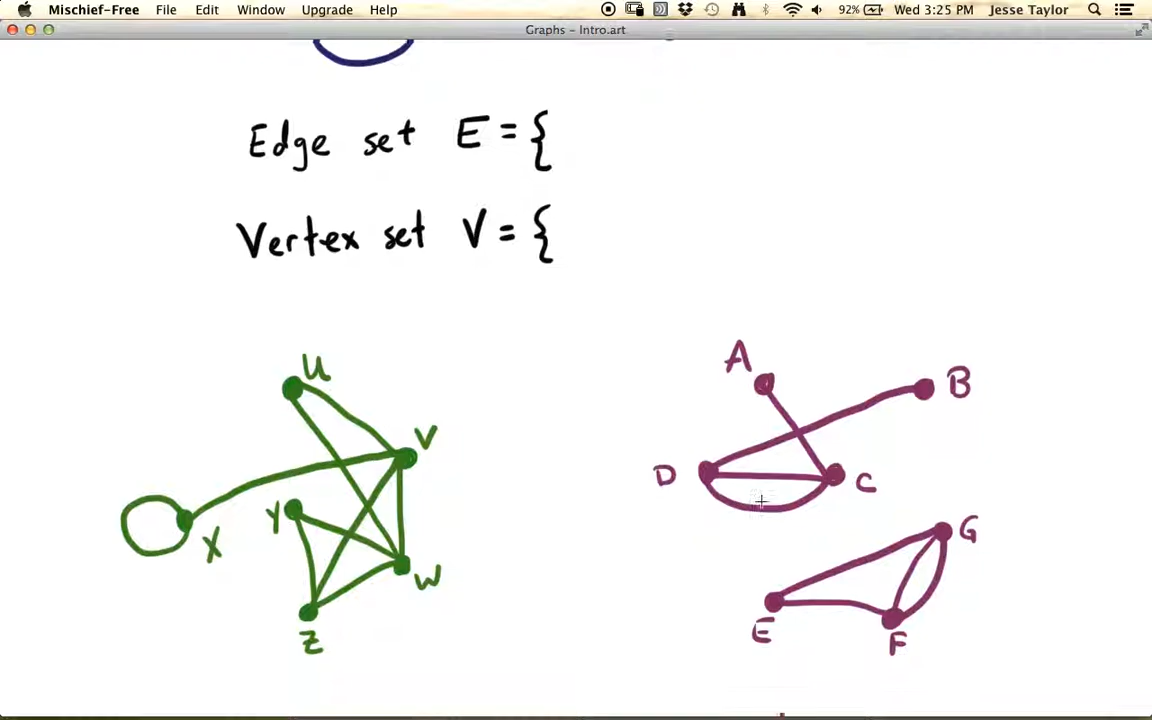 Mischief-Free File Edit Window Upgrade Help 92% Wed 3:25 PM Jesse Taylor
Graphs - Intro.art
Edge set E = {
Vertex set V = {
U
V
X
Y
W
Z
A
B
D
C
G
E
F